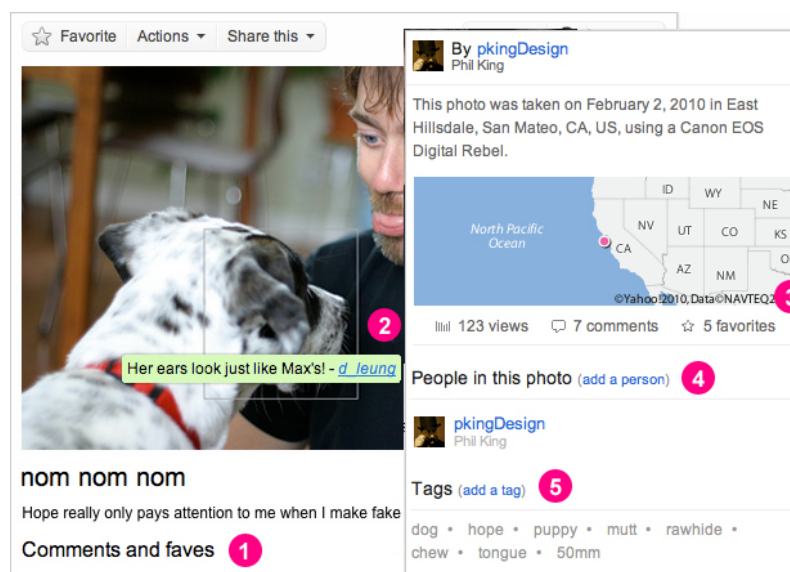 Favorite Actions Share this
nom nom nom
Her ears look just like Max's! - d_leung
2
Hope really only pays attention to me when I make fake
Comments and faves 1
By pkingDesign
Phil King
This photo was taken on February 2, 2010 in East
Hillsdale, San Mateo, CA, US, using a Canon EOS
Digital Rebel.
North Pacific
Ocean
ID WY
NE
NV UT CO KS
CA
AZ NM
©Yahoo!2010,Data©NAVTEQ2
3
123 views 7 comments 5 favorites
People in this photo (add a person) 4
pkingDesign
Phil King
Tags (add a tag) 5
dog • hope • puppy • mutt • rawhide •
chew • tongue • 50mm